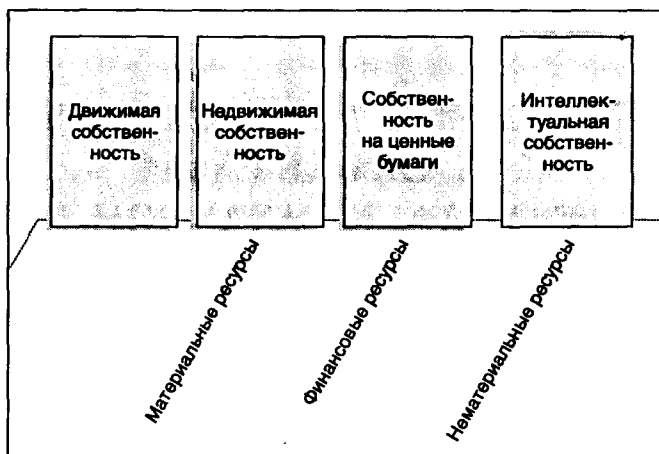 Движимая
собствен-
ность
Недвижимая
собствен-
ность
Собствен-
ность
на ценные
бумаги
Интеллек-
туальная
собствен-
ность
Материальные ресурсы
Финансовые ресурсы
Нематериальные ресурсы